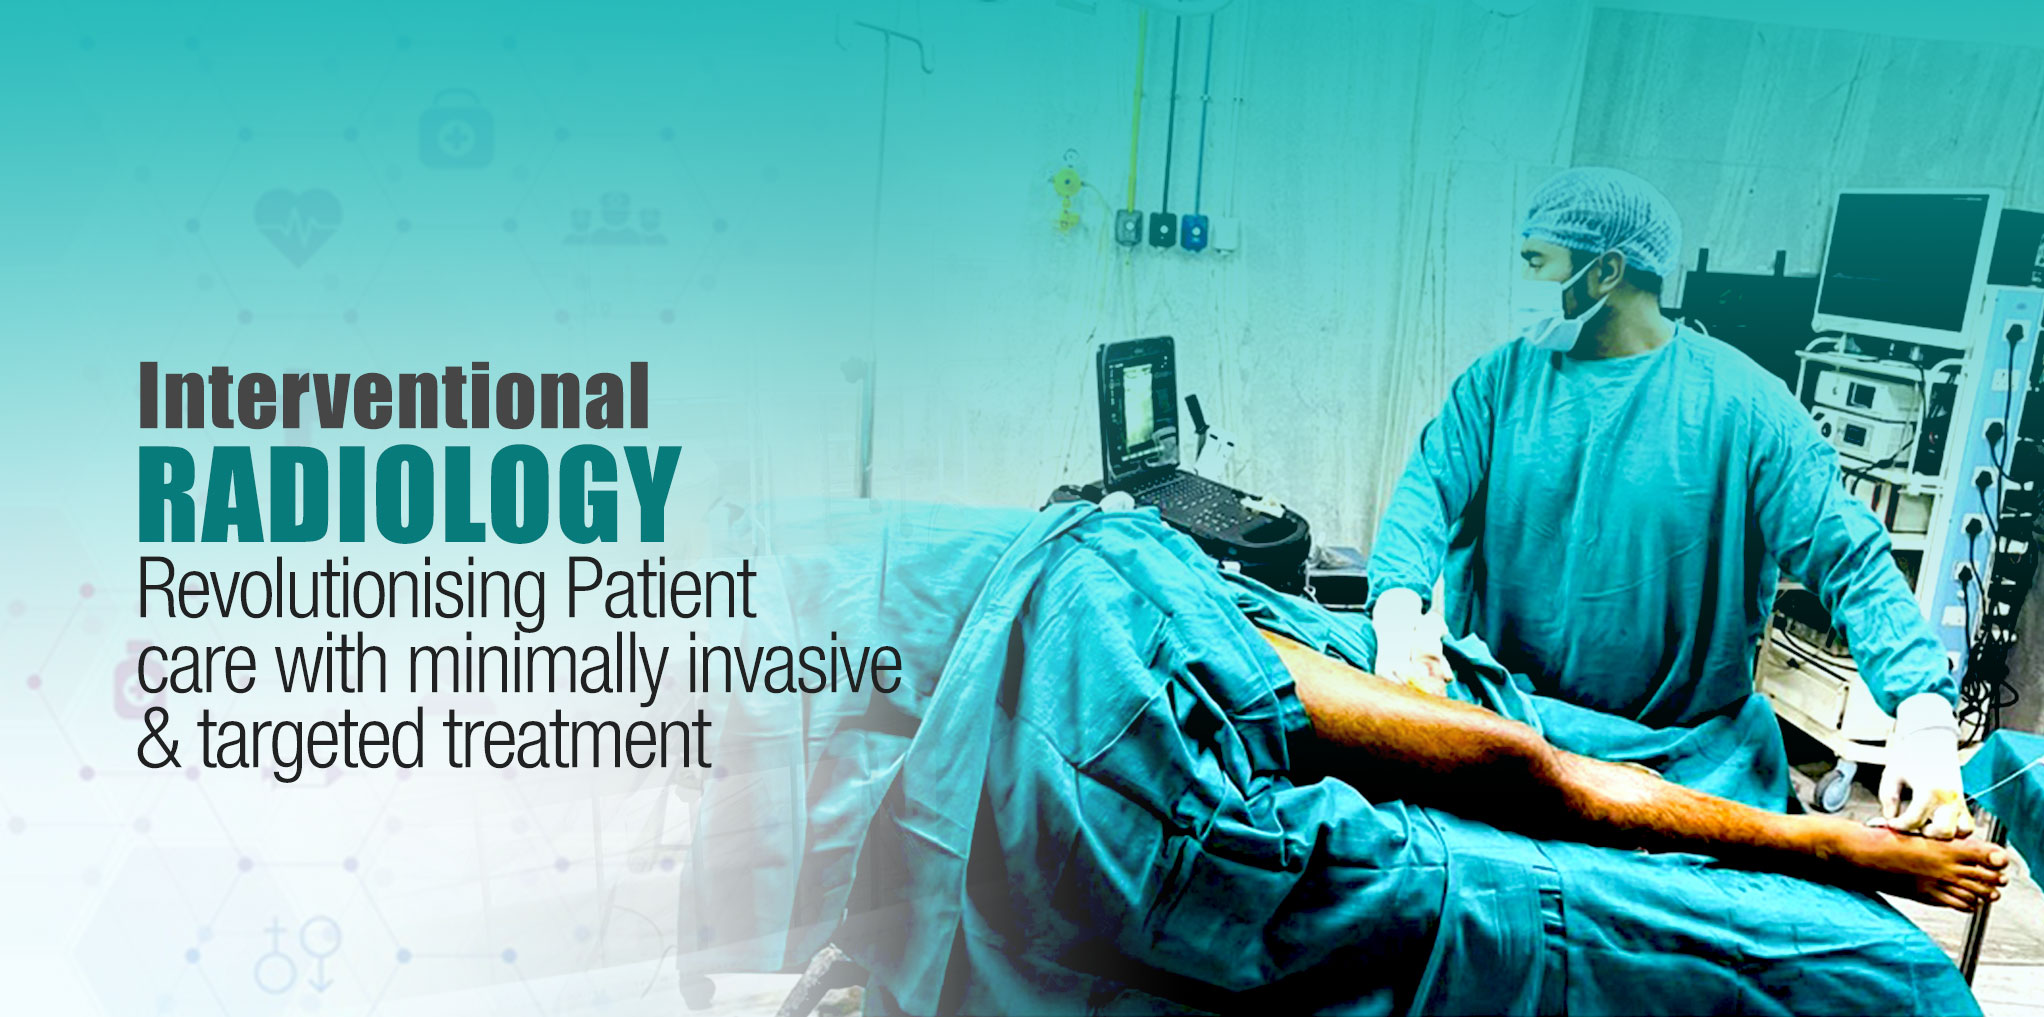 Interventional
RADIOLOGY
Revolutionising Patient
care with minimally invasive
& targeted treatment